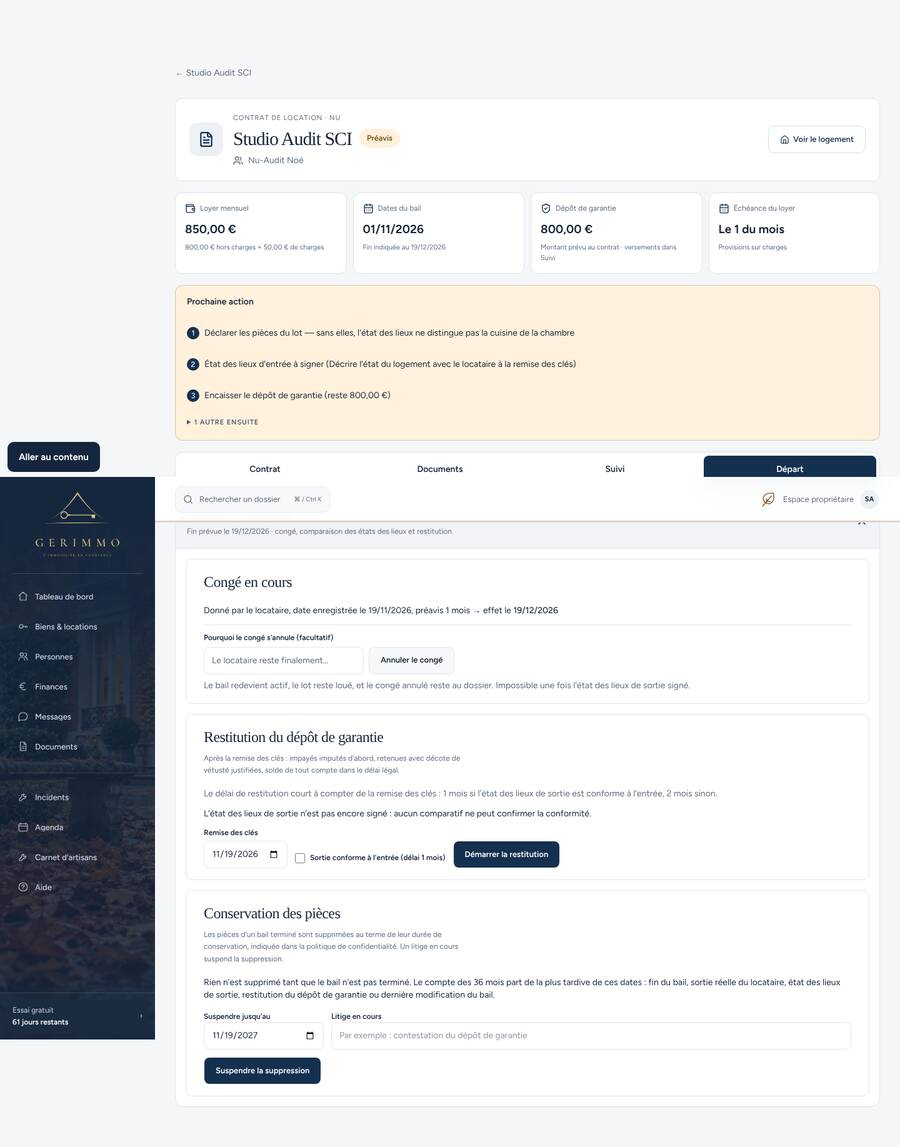 ← Studio Audit SCI
CONTRAT DE LOCATION · NU
Studio Audit SCI Préavis
Nu-Audit Noé
Voir le logement
Loyer mensuel
850,00 €
800,00 € hors charges + 50,00 € de charges
Dates du bail
01/11/2026
Fin indiquée au 19/12/2026
Dépôt de garantie
800,00 €
Montant prévu au contrat · versements dans
Suivi
Échéance du loyer
Le 1 du mois
Provisions sur charges
Prochaine action
1 Déclarer les pièces du lot — sans elles, l'état des lieux ne distingue pas la cuisine de la chambre
2 État des lieux d'entrée à signer (Décrire l'état du logement avec le locataire à la remise des clés)
3 Encaisser le dépôt de garantie (reste 800,00 €)
▸ 1 AUTRE ENSUITE
Aller au contenu
Contrat Documents Suivi Départ
Rechercher un dossier ⌘ / Ctrl K
Espace propriétaire SA
GERIMMO
Tableau de bord
Biens & locations
Personnes
Finances
Messages
Documents
Incidents
Agenda
Carnet d'artisans
Aide
Essai gratuit
61 jours restants
Fin prévue le 19/12/2026 · congé, comparaison des états des lieux et restitution
Congé en cours
Donné par le locataire, date enregistrée le 19/11/2026, préavis 1 mois → effet le 19/12/2026
Pourquoi le congé s'annule (facultatif)
Le locataire reste finalement… Annuler le congé
Le bail redevient actif, le lot reste loué, et le congé annulé reste au dossier. Impossible une fois l'état des lieux de sortie signé.
Restitution du dépôt de garantie
Après la remise des clés : impayés imputés d'abord, retenues avec décote de
vétusté justifiées, solde de tout compte dans le délai légal.
Le délai de restitution court à compter de la remise des clés : 1 mois si l'état des lieux de sortie est conforme à l'entrée, 2 mois sinon.
L'état des lieux de sortie n'est pas encore signé : aucun comparatif ne peut confirmer la conformité.
Remise des clés
11/19/2026 Sortie conforme à l'entrée (délai 1 mois) Démarrer la restitution
Conservation des pièces
Les pièces d'un bail terminé sont supprimées au terme de leur durée de
conservation, indiquée dans la politique de confidentialité. Un litige en cours
suspend la suppression.
Rien n'est supprimé tant que le bail n'est pas terminé. Le compte des 36 mois part de la plus tardive de ces dates : fin du bail, sortie réelle du locataire, état des lieux
de sortie, restitution du dépôt de garantie ou dernière modification du bail.
Suspendre jusqu'au Litige en cours
11/19/2027 Par exemple : contestation du dépôt de garantie
Suspendre la suppression